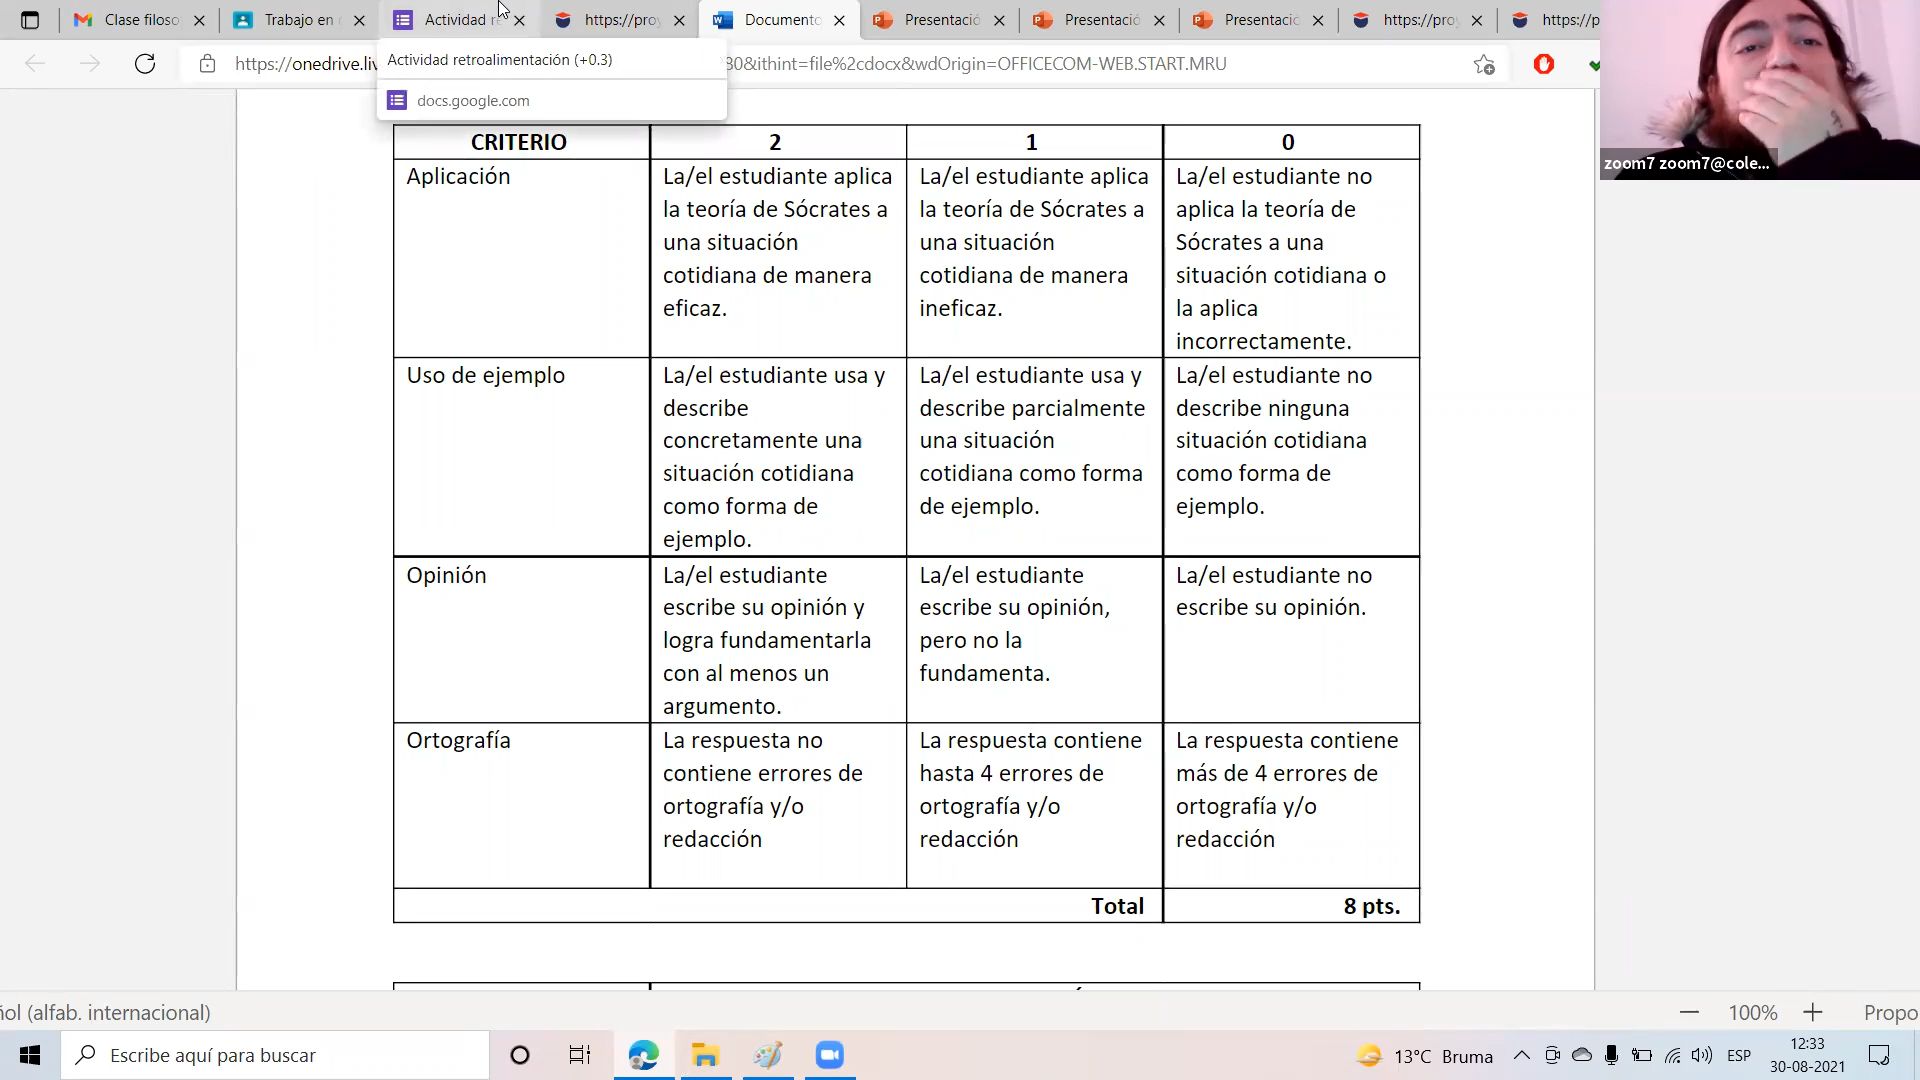 Clase filoso
Trabajo en
Actividad re
https://proy
Documento
Presentació
Presentació
Presentació
https://proy
https://p
https://onedrive.liv
80&ithint=file%2cdocx&wdOrigin=OFFICECOM-WEB.START.MRU
Actividad retroalimentación (+0.3)
docs.google.com
zoom7 zoom7@cole...
CRITERIO 2 1 0
Aplicación
La/el estudiante aplica
la teoría de Sócrates a
una situación
cotidiana de manera
eficaz.
La/el estudiante aplica
la teoría de Sócrates a
una situación
cotidiana de manera
ineficaz.
La/el estudiante no
aplica la teoría de
Sócrates a una
situación cotidiana o
la aplica
incorrectamente.
Uso de ejemplo
La/el estudiante usa y
describe
concretamente una
situación cotidiana
como forma de
ejemplo.
La/el estudiante usa y
describe parcialmente
una situación
cotidiana como forma
de ejemplo.
La/el estudiante no
describe ninguna
situación cotidiana
como forma de
ejemplo.
Opinión
La/el estudiante
escribe su opinión y
logra fundamentarla
con al menos un
argumento.
La/el estudiante
escribe su opinión,
pero no la
fundamenta.
La/el estudiante no
escribe su opinión.
Ortografía
La respuesta no
contiene errores de
ortografía y/o
redacción
La respuesta contiene
hasta 4 errores de
ortografía y/o
redacción
La respuesta contiene
más de 4 errores de
ortografía y/o
redacción
Total 8 pts.
ñol (alfab. internacional)
100%
Propo
Escribe aquí para buscar
13°C Bruma
ESP
12:33
30-08-2021